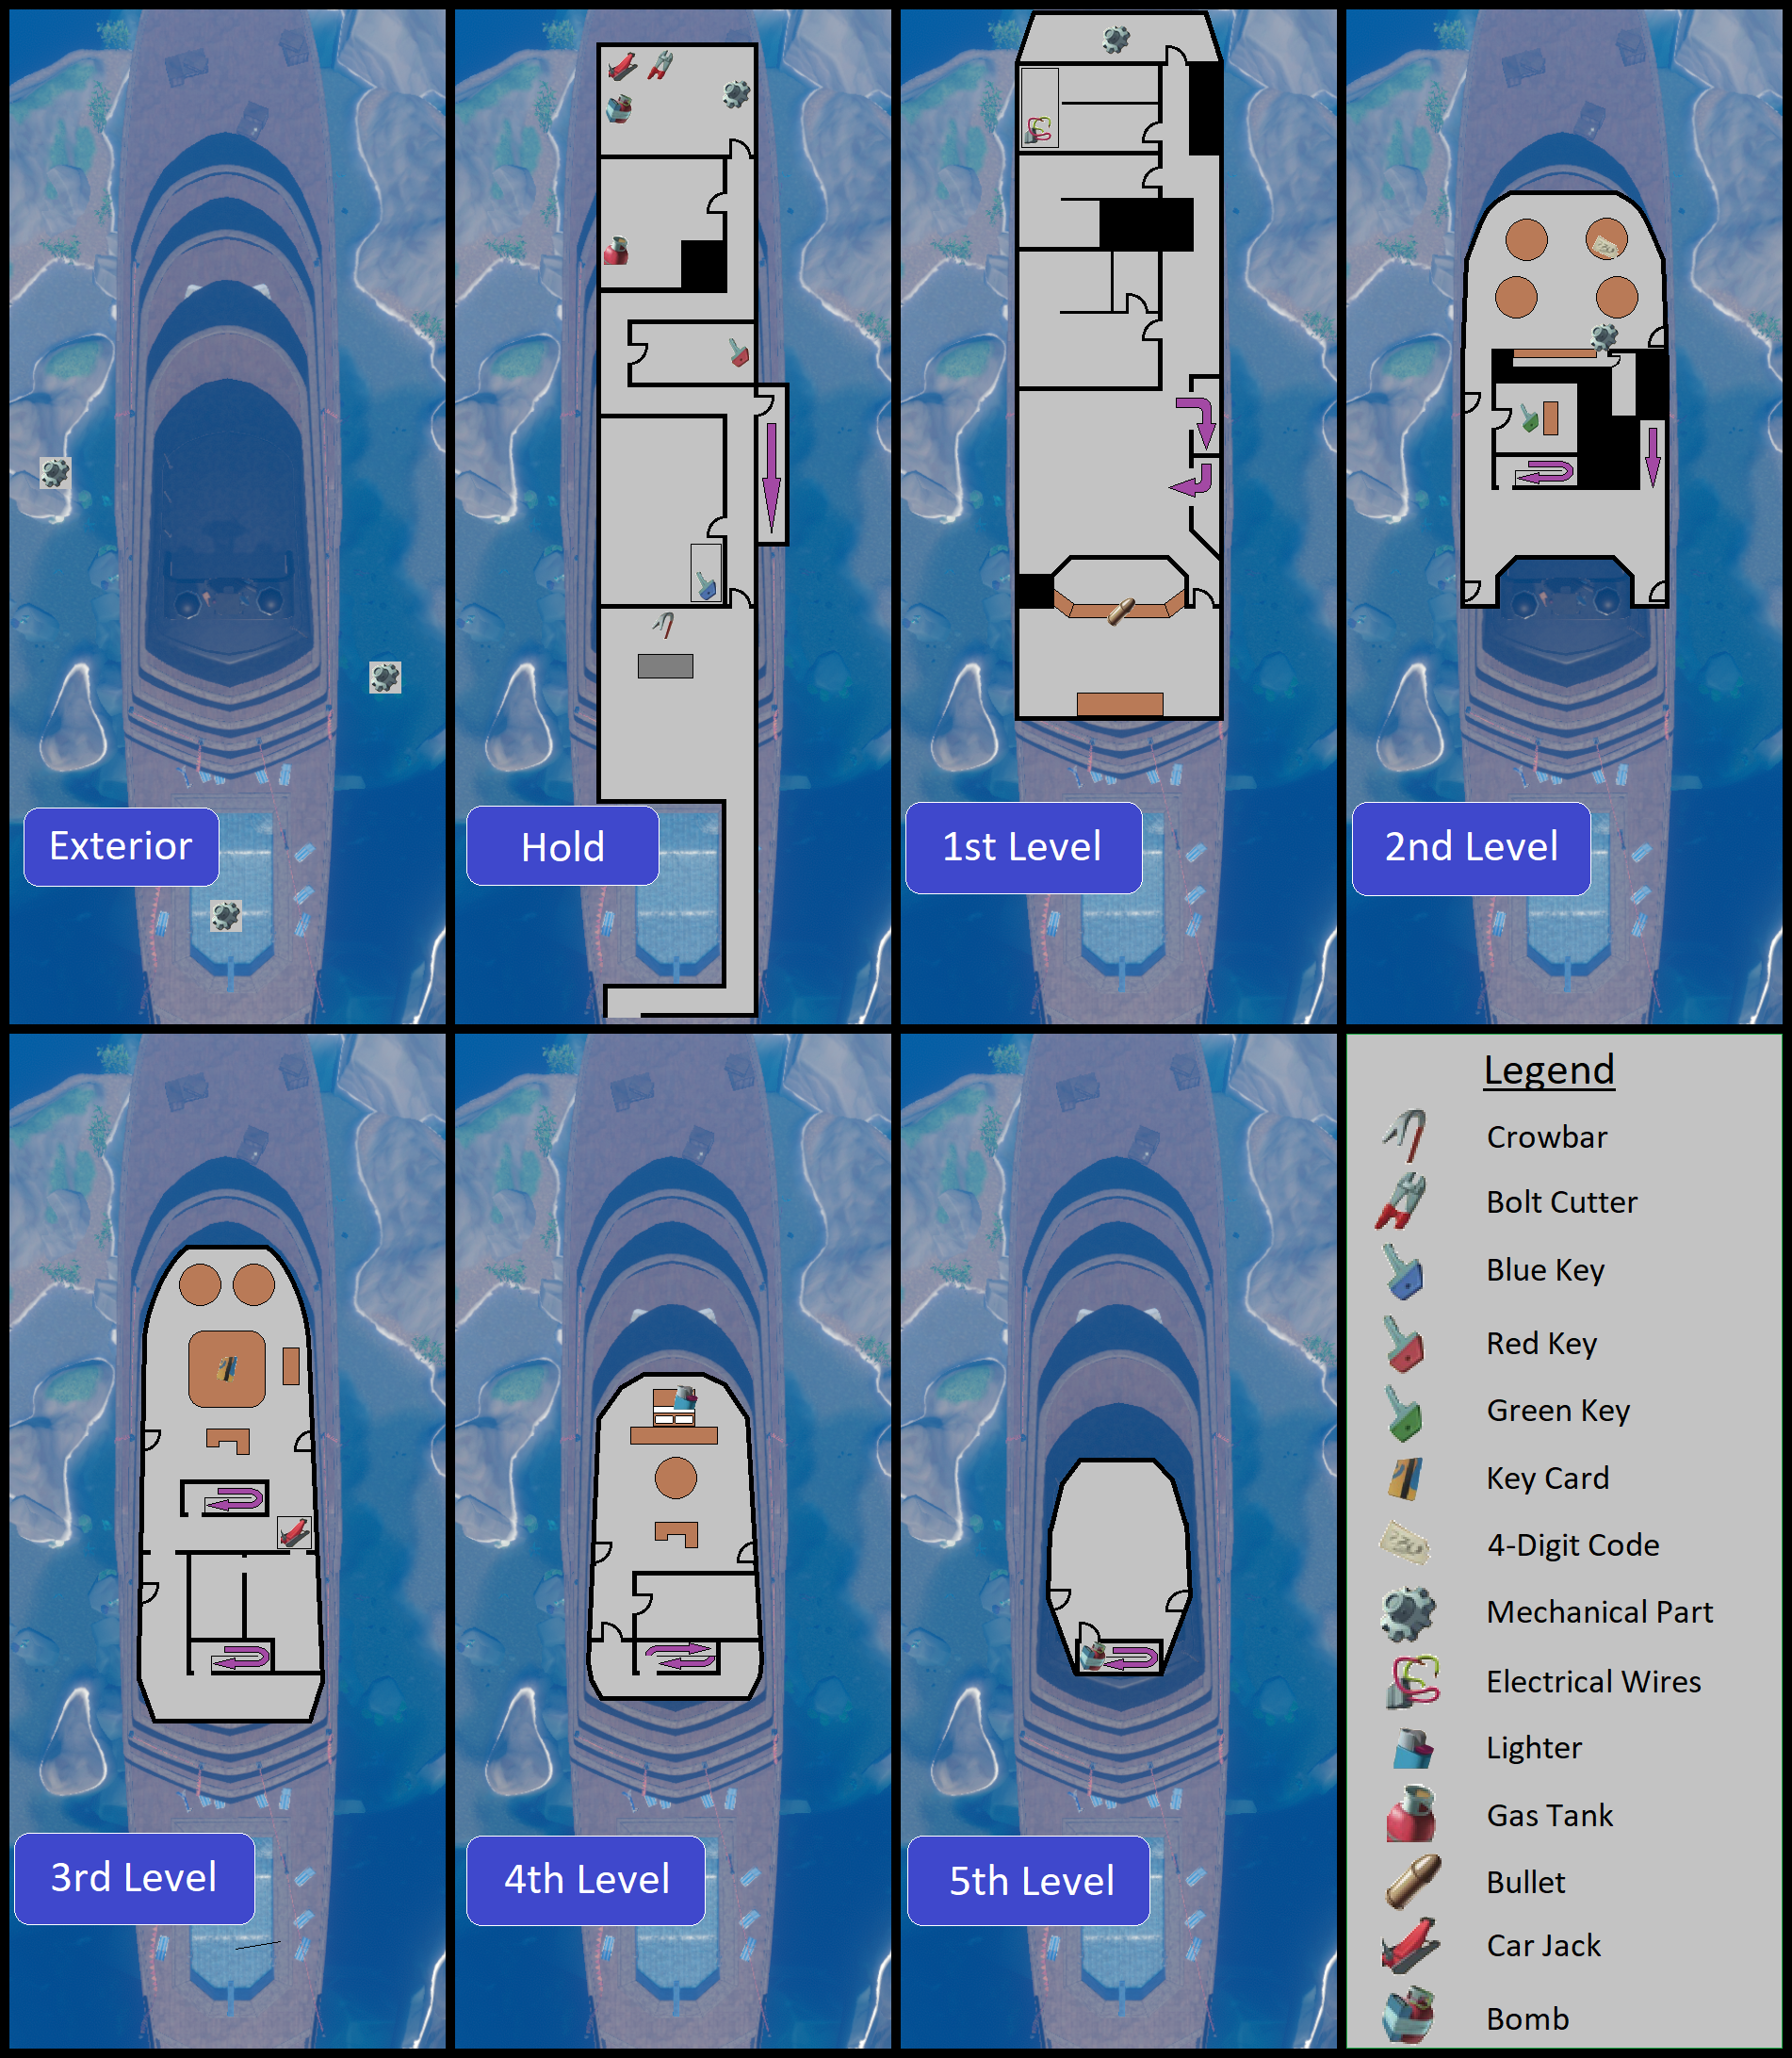 Exterior
Hold
1st Level
2nd Level
3rd Level
4th Level
5th Level
Legend
Crowbar
Bolt Cutter
Blue Key
Red Key
Green Key
Key Card
4-Digit Code
Mechanical Part
Electrical Wires
Lighter
Gas Tank
Bullet
Car Jack
Bomb